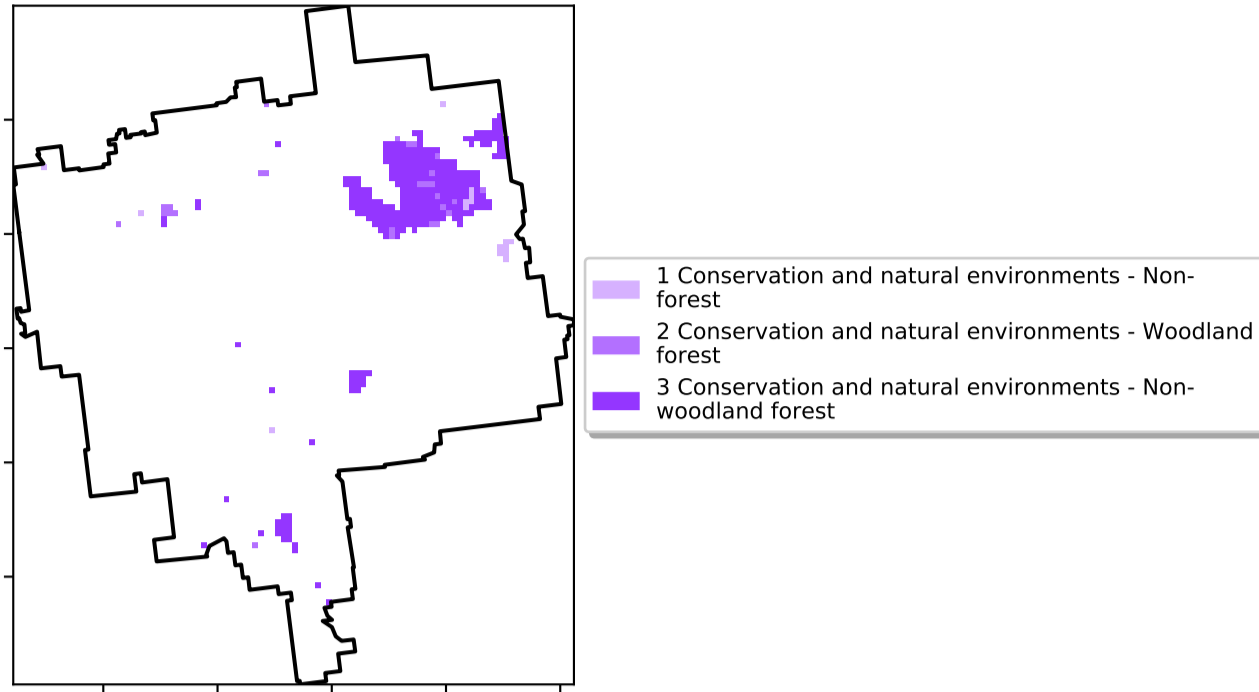 1 Conservation and natural environments - Non-
forest
2 Conservation and natural environments - Woodland
forest
3 Conservation and natural environments - Non-
woodland forest